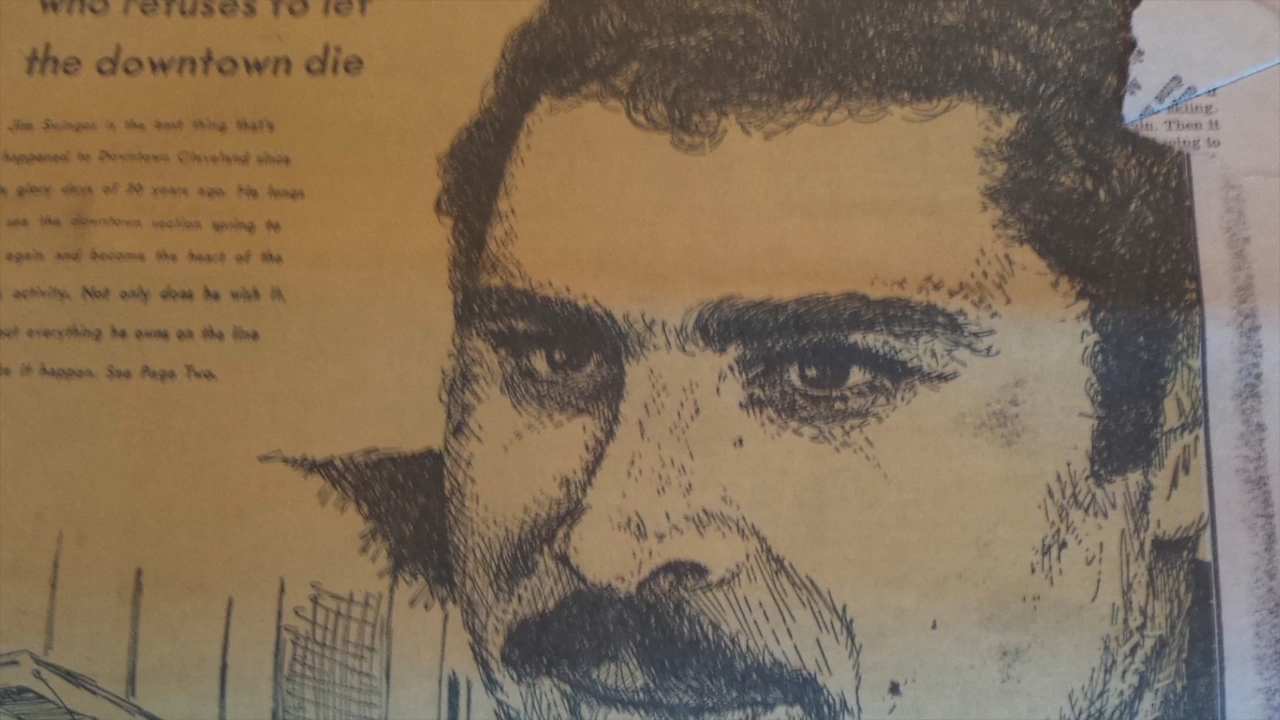 who refuses to let
the downtown die
Jim Swingos is the best thing that's
happened to Downtown Cleveland since
glory days of 20 years ago. He longs
see the downtown section spring to
again and become the heart of the
activity. Not only does he wish it,
everything he owns on the line
it happen. See Page Two.
skling.
Then it
to